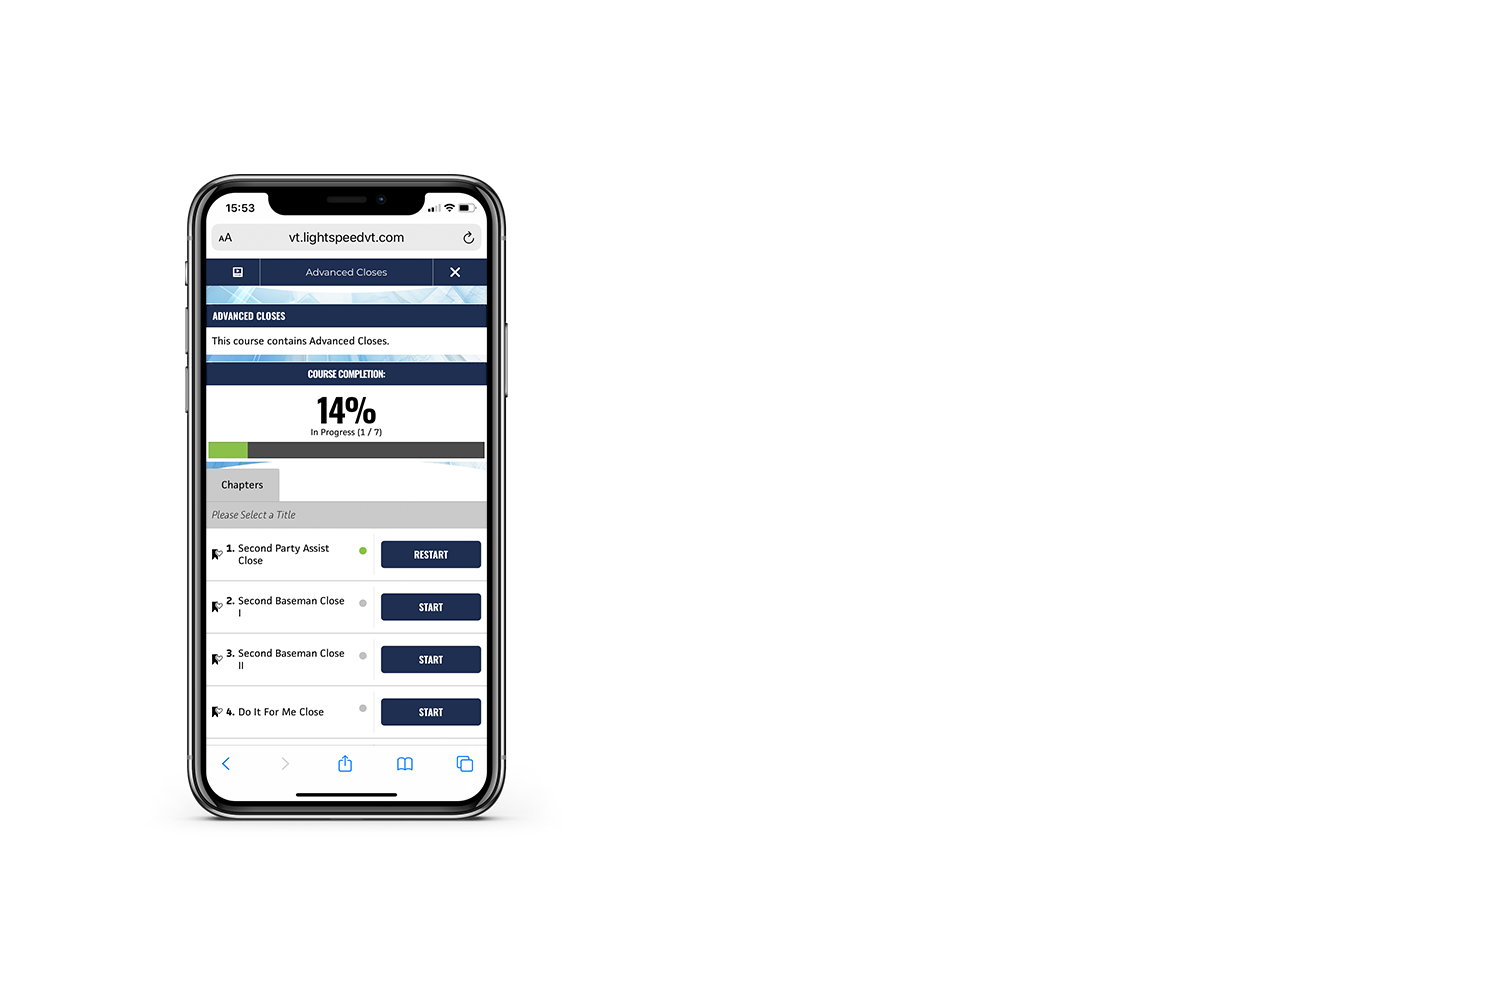 15:53
AA
vt.lightspeedvt.com
Advanced Closes
ADVANCED CLOSES
This course contains Advanced Closes.
COURSE COMPLETION:
14%
In Progress (1 / 7)
Chapters
Please Select a Title
1. Second Party Assist
Close
RESTART
2. Second Baseman Close
I
START
3. Second Baseman Close
II
START
4. Do It For Me Close
START